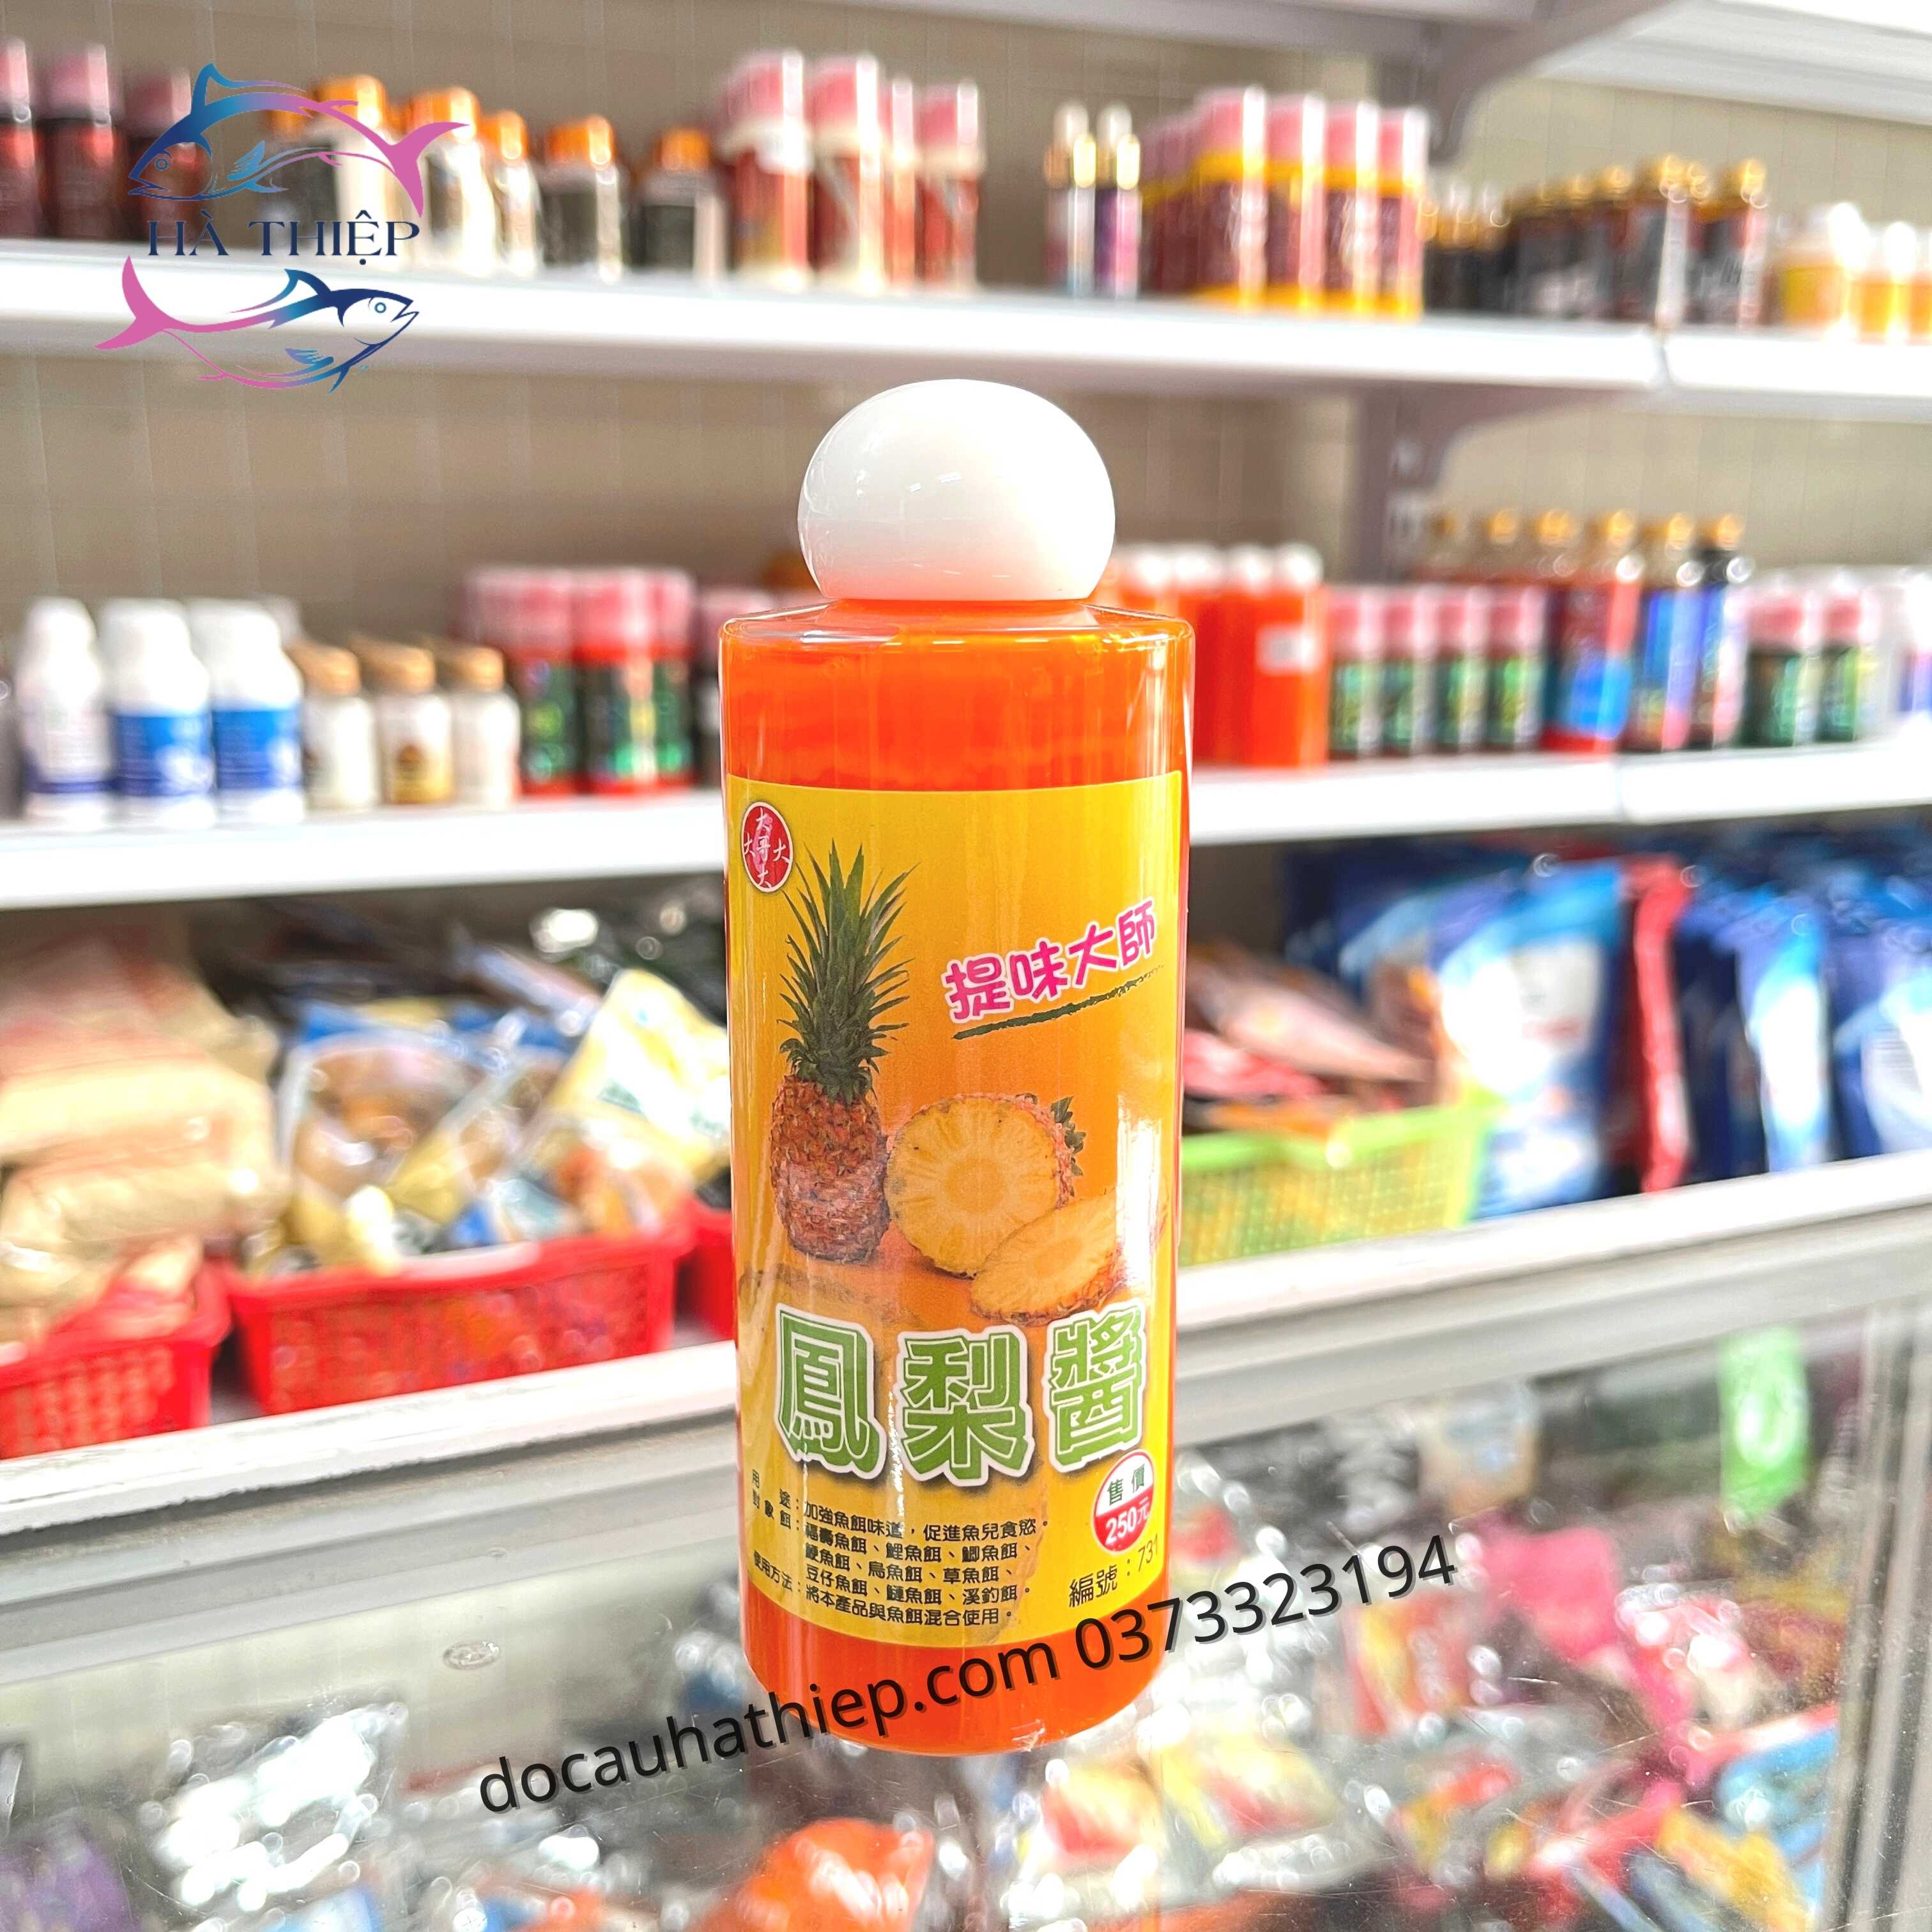 HÀ THIỆP
提味大師
鳳梨醬
售價
250元
用途：加強魚餌味道，促進魚兒食慾。
對象餌：福壽魚餌、鯉魚餌、鯽魚餌、
鯁魚餌、烏魚餌、草魚餌、
豆仔魚餌、鰱魚餌、溪釣餌。
使用方法：將本產品與魚餌混合使用。
編號：731
docauhathiep.com 0373323194